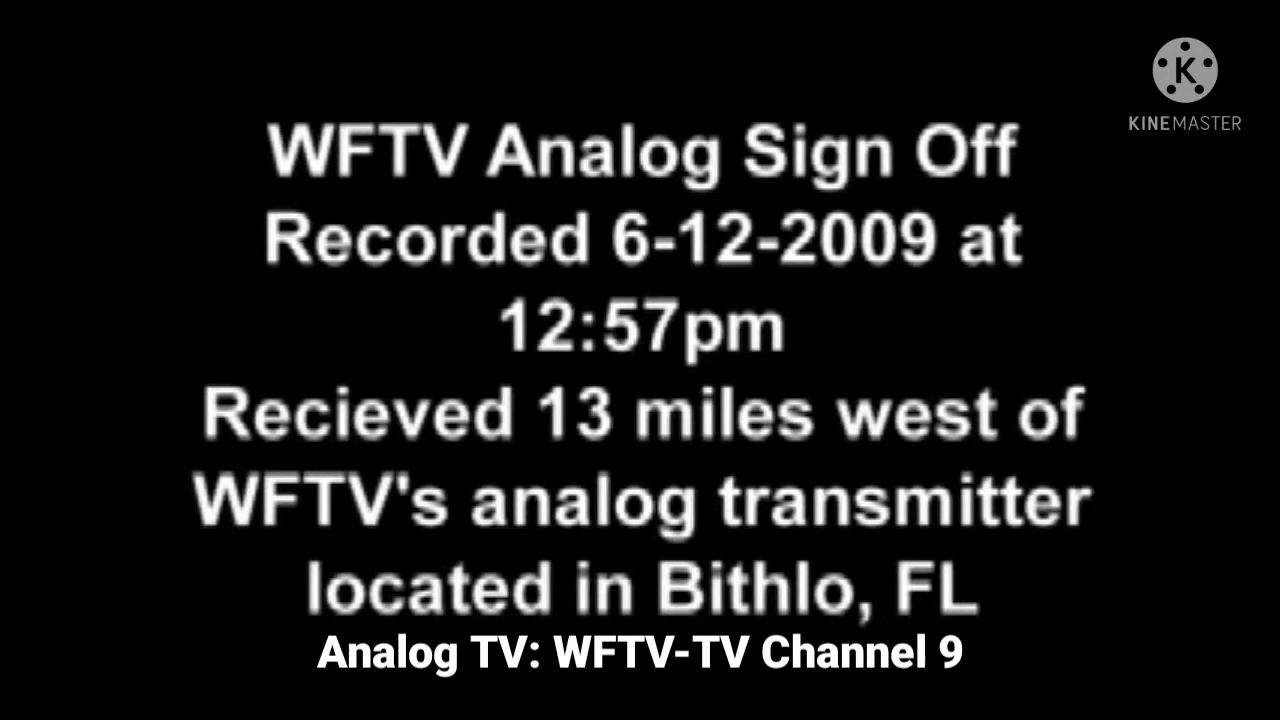 K
KINEMASTER
WFTV Analog Sign Off
Recorded 6-12-2009 at
12:57pm
Recieved 13 miles west of
WFTV's analog transmitter
located in Bithlo, FL
Analog TV: WFTV-TV Channel 9